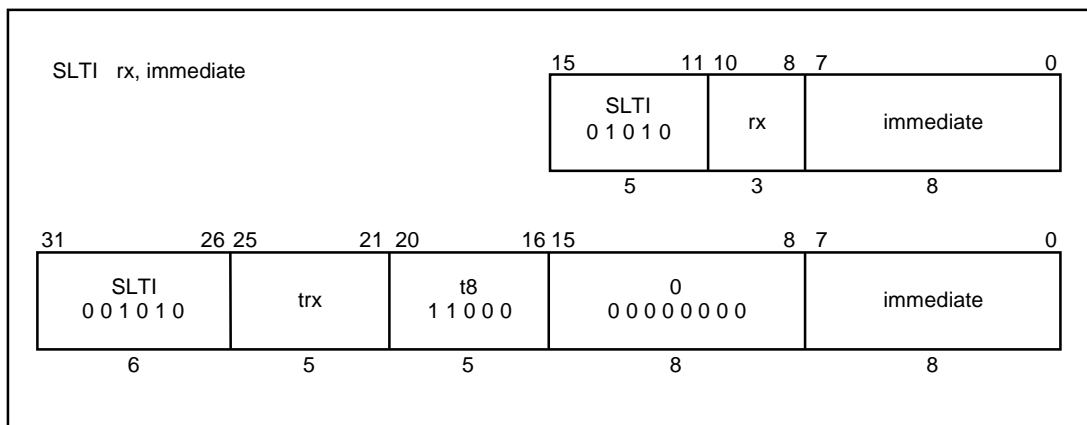 SLTI rx, immediate
15 11 10 8 7 0
SLTI rx immediate
0 1 0 1 0
5 3 8
31 26 25 21 20 16 15 8 7 0
SLTI trx t8 0 immediate
0 0 1 0 1 0 1 1 0 0 0 0 0 0 0 0 0 0 0
6 5 5 8 8